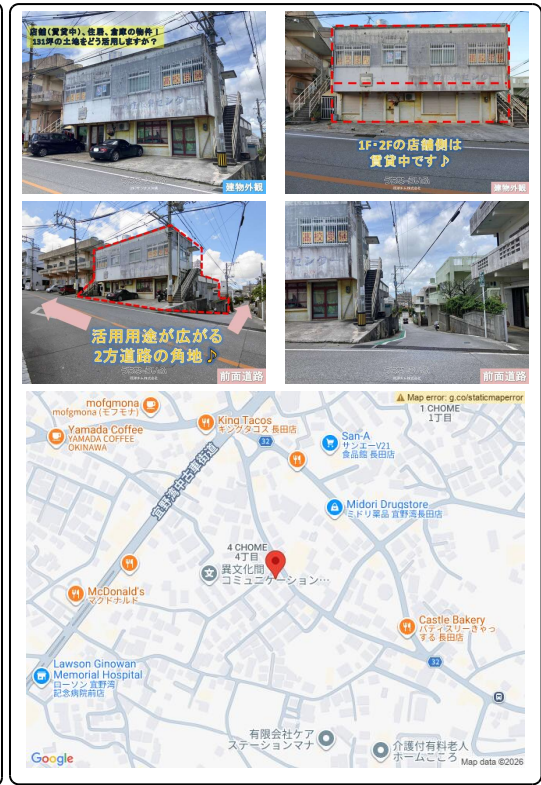 店舗(賃貸中)、住居、倉庫の物件!
131坪の土地をどう活用しますか?
建物外観
1F・2Fの店舗側は
賃貸中です♪
建物外観
活用用途が広がる
2方道路の角地♪
前面道路
前面道路
Map error: g.co/staticmaperror
1 CHOME
1丁目
mofgmona
mofgmona (モフモナ)
Yamada Coffee
YAMADA COFFEE
OKINAWA
King Tacos
キングタコス 長田店
32
San-A
サンエーV21
食品館 長田店
宜野湾中古車街道
Midori Drugstore
ミドリ薬品 宜野湾長田店
4 CHOME
4丁目
異文化間
コミュニケーション…
McDonald's
マクドナルド
Castle Bakery
パティスリーきゃっ
する 長田店
32
Lawson Ginowan
Memorial Hospital
ローソン 宜野湾
記念病院前店
有限会社ケア
ステーションマナ
介護付有料老人
ホームこころ
Google
Map data ©2026